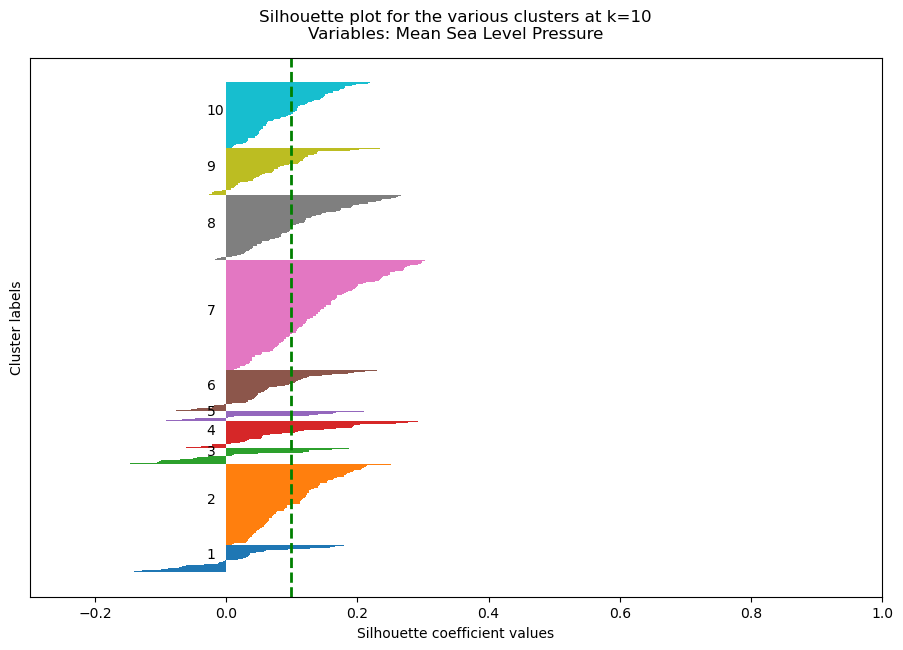 Silhouette plot for the various clusters at k=10
Variables: Mean Sea Level Pressure
Cluster labels
10
9
8
7
6
5
4
3
2
1
−0.2 0.0 0.2 0.4 0.6 0.8 1.0
Silhouette coefficient values